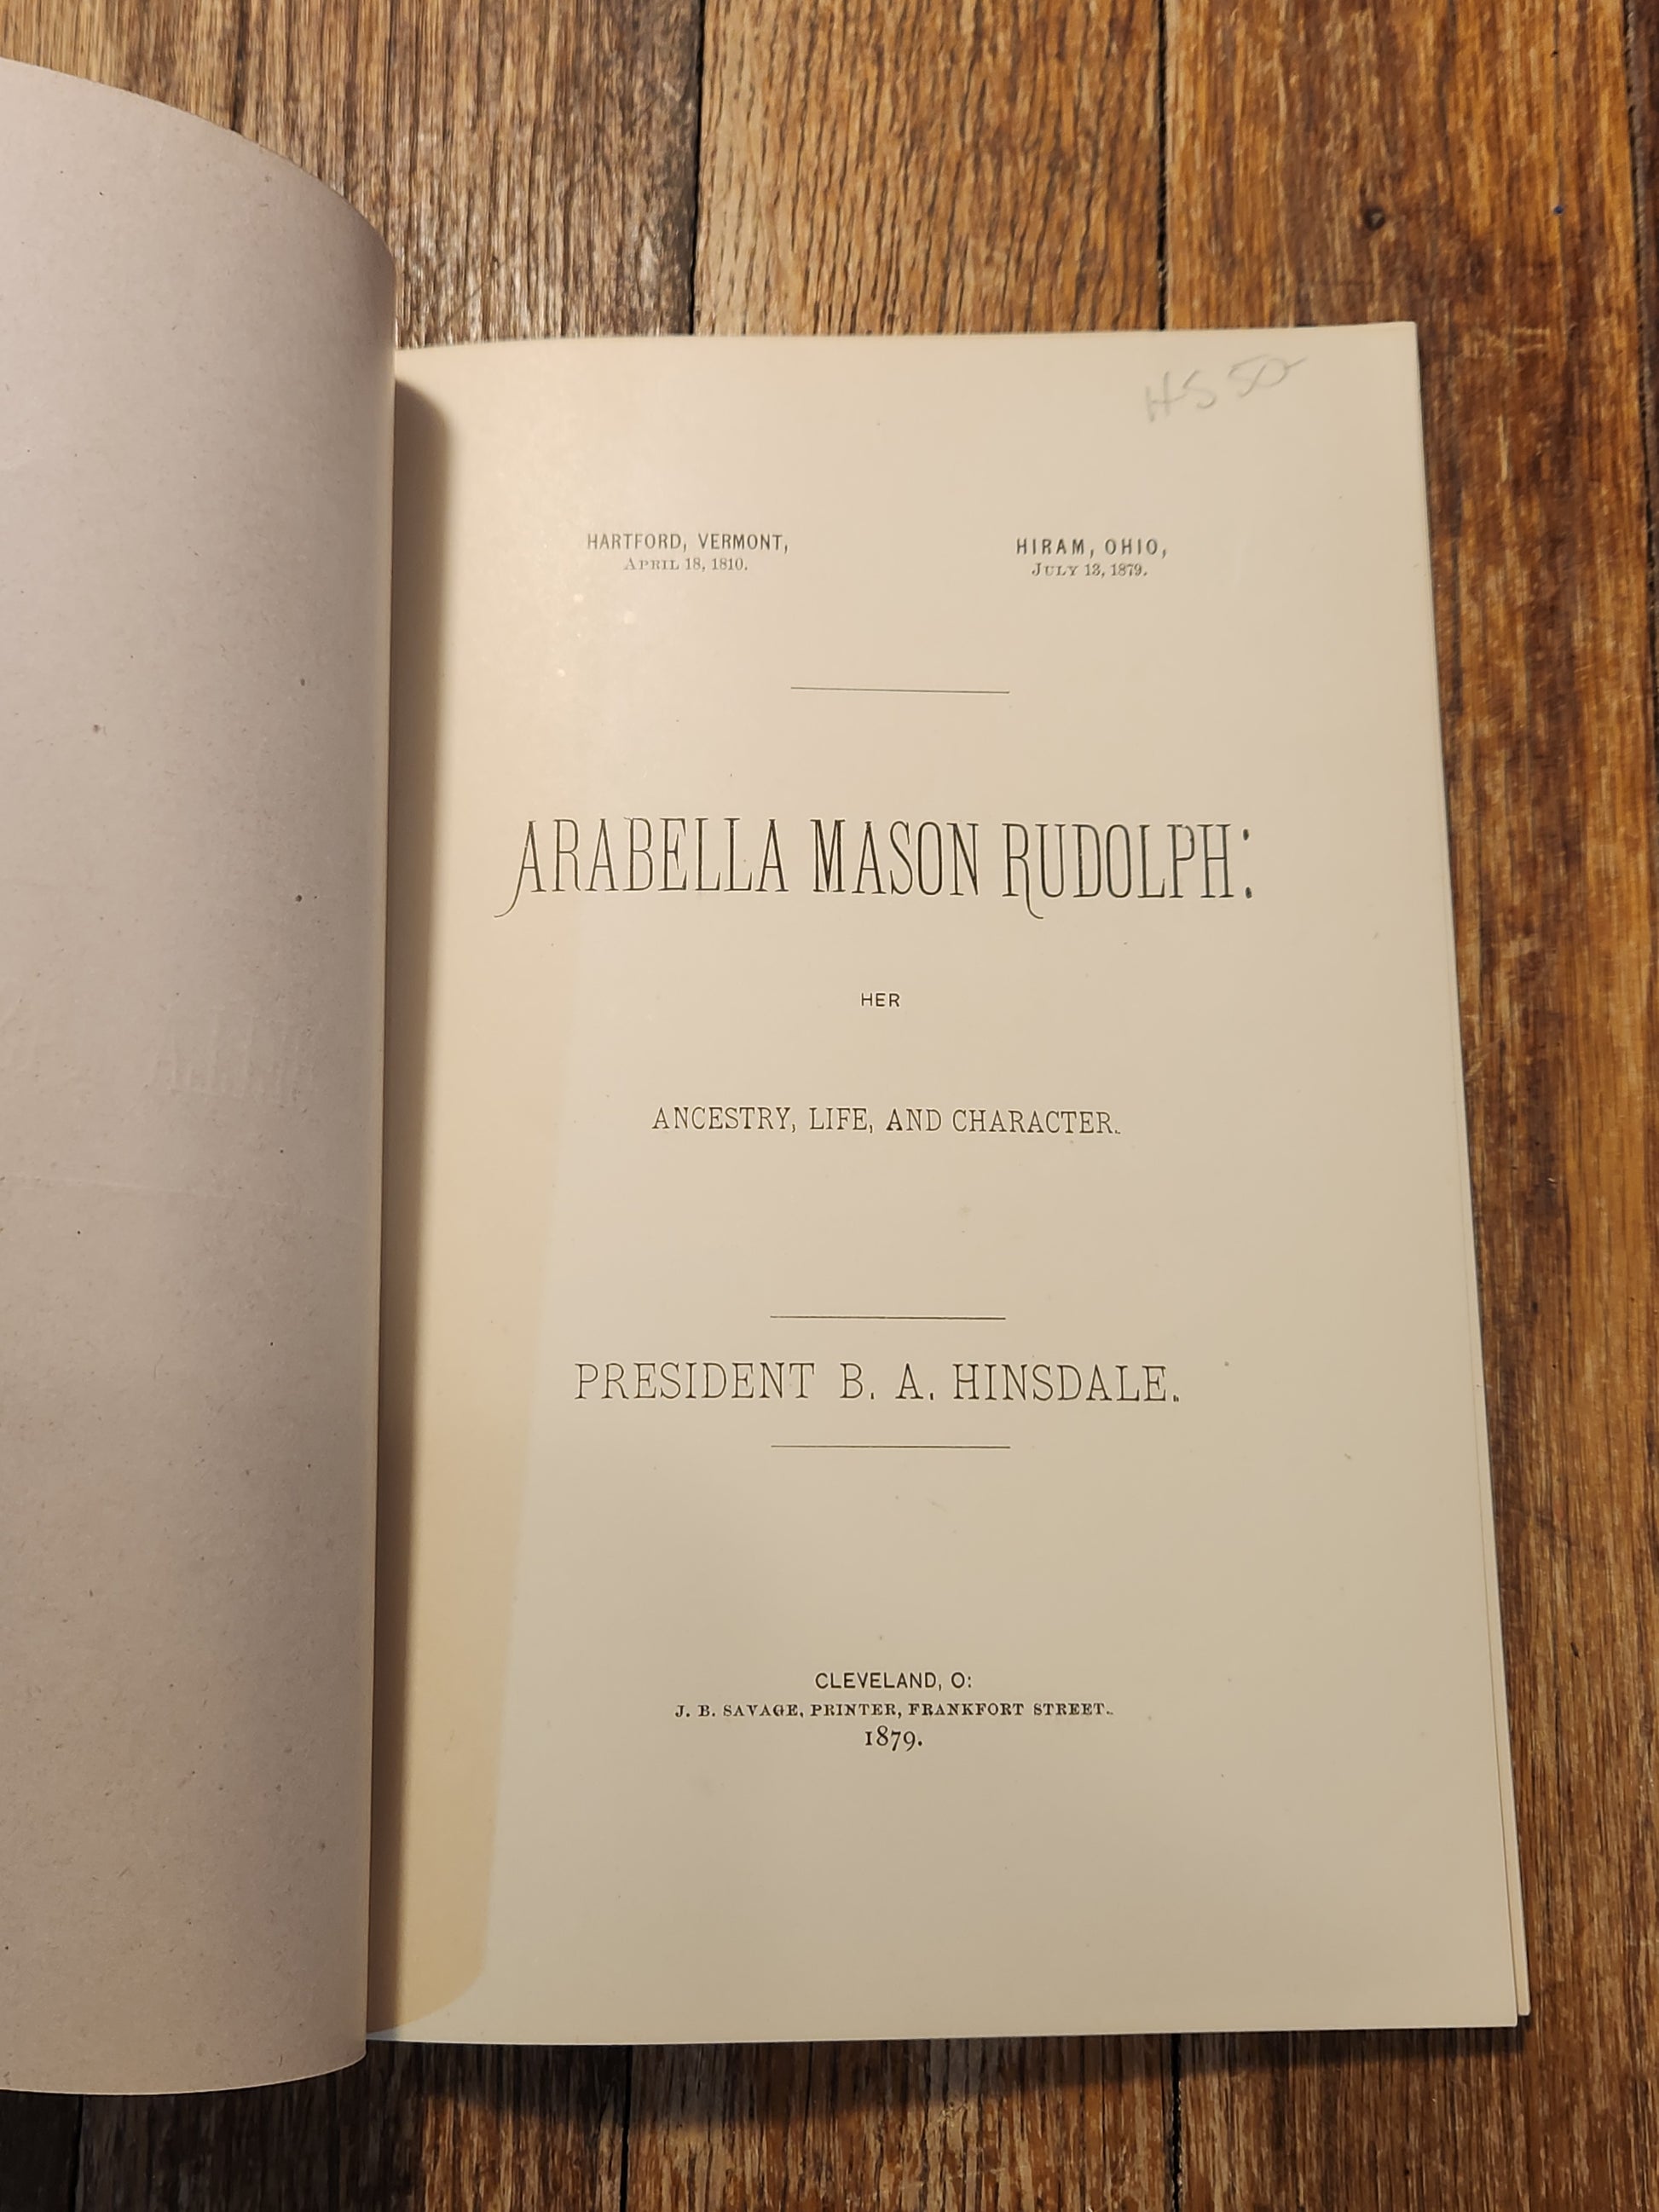 HS 50
HARTFORD, VERMONT,
APRIL 18, 1810.
HIRAM, OHIO,
JULY 13, 1879.
ARABELLA MASON RUDOLPH:
HER
ANCESTRY, LIFE, AND CHARACTER.
PRESIDENT B. A. HINSDALE.
CLEVELAND, O:
J. B. SAVAGE, PRINTER, FRANKFORT STREET.
1879.